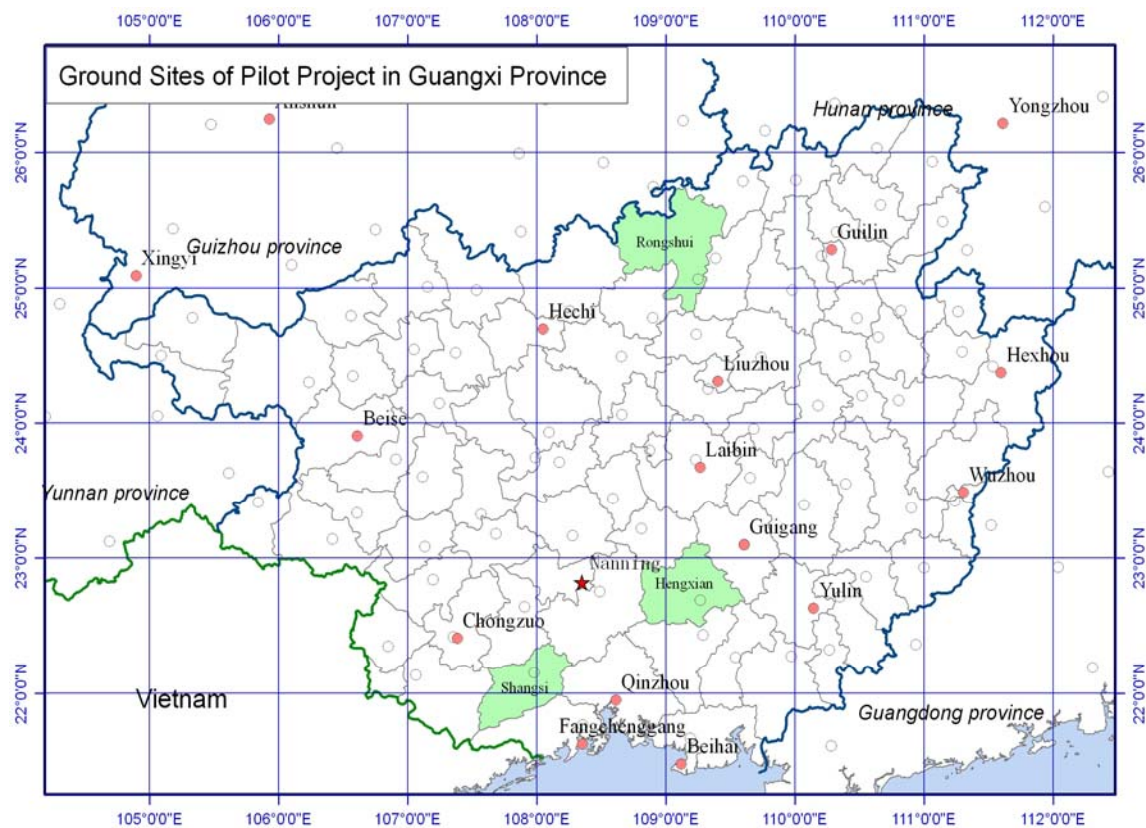 105°0'0"E 106°0'0"E 107°0'0"E 108°0'0"E 109°0'0"E 110°0'0"E 111°0'0"E 112°0'0"E
Ground Sites of Pilot Project in Guangxi Province
Hunan province
Yongzhou
26°0'0"N 26°0'0"N
Rongshui
Guilin
Guizhou province
Xingyi
25°0'0"N 25°0'0"N
Hechi
Hexhou
Liuzhou
24°0'0"N 24°0'0"N
Beise
Laibin
Yunnan province
Wuzhou
Guigang
23°0'0"N 23°0'0"N
Nanning
Hengxian
Yulin
Chongzuo
Shangsi
Qinzhou
22°0'0"N 22°0'0"N
Vietnam
Guangdong province
Fangchenggang
Beihai
105°0'0"E 106°0'0"E 107°0'0"E 108°0'0"E 109°0'0"E 110°0'0"E 111°0'0"E 112°0'0"E